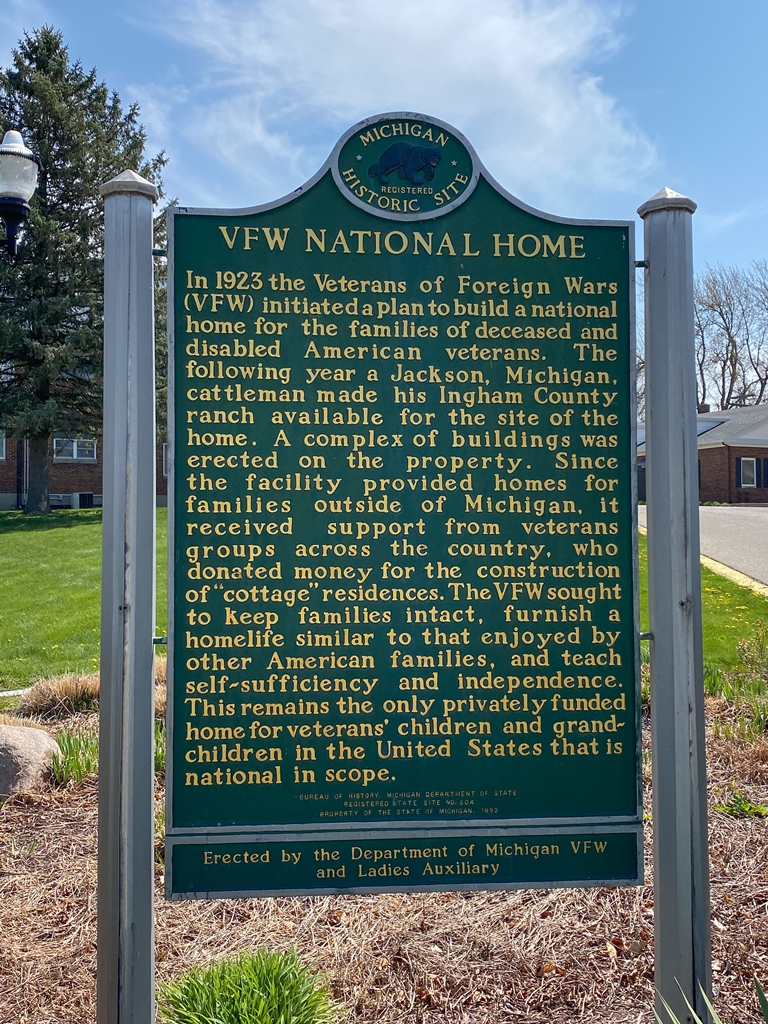 MICHIGAN
REGISTERED
HISTORIC SITE
VFW NATIONAL HOME
In 1923 the Veterans of Foreign Wars
(VFW) initiated a plan to build a national
home for the families of deceased and
disabled American veterans. The
following year a Jackson, Michigan,
cattleman made his Ingham County
ranch available for the site of the
home. A complex of buildings was
erected on the property. Since
the facility provided homes for
families outside of Michigan, it
received support from veterans
groups across the country, who
donated money for the construction
of "cottage" residences. The VFW sought
to keep families intact, furnish a
homelife similar to that enjoyed by
other American families, and teach
self-sufficiency and independence.
This remains the only privately funded
home for veterans' children and grand-
children in the United States that is
national in scope.
BUREAU OF HISTORY, MICHIGAN DEPARTMENT OF STATE
REGISTERED STATE SITE NO. 604
PROPERTY OF THE STATE OF MICHIGAN, 1992
Erected by the Department of Michigan VFW
and Ladies Auxiliary